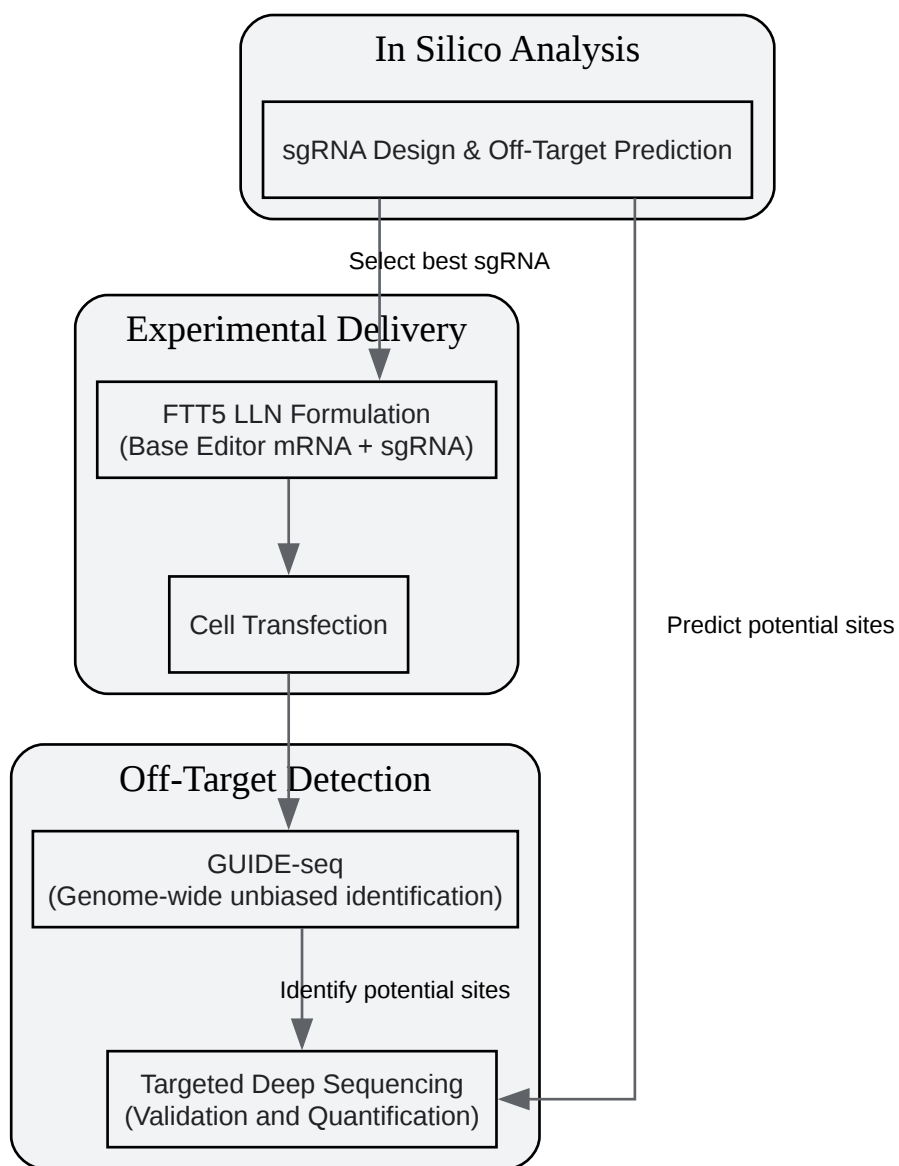 In Silico Analysis
sgRNA Design & Off-Target Prediction
Select best sgRNA
Experimental Delivery
FTT5 LLN Formulation
(Base Editor mRNA + sgRNA)
Cell Transfection
Predict potential sites
Off-Target Detection
GUIDE-seq
(Genome-wide unbiased identification)
Identify potential sites
Targeted Deep Sequencing
(Validation and Quantification)